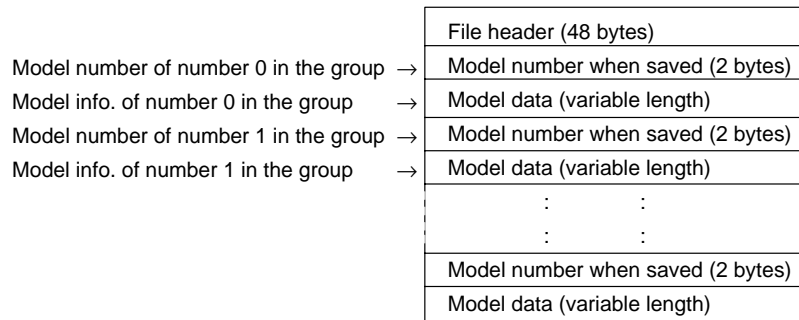 File header (48 bytes)
Model number of number 0 in the group → Model number when saved (2 bytes)
Model info. of number 0 in the group → Model data (variable length)
Model number of number 1 in the group → Model number when saved (2 bytes)
Model info. of number 1 in the group → Model data (variable length)
: :
: :
Model number when saved (2 bytes)
Model data (variable length)